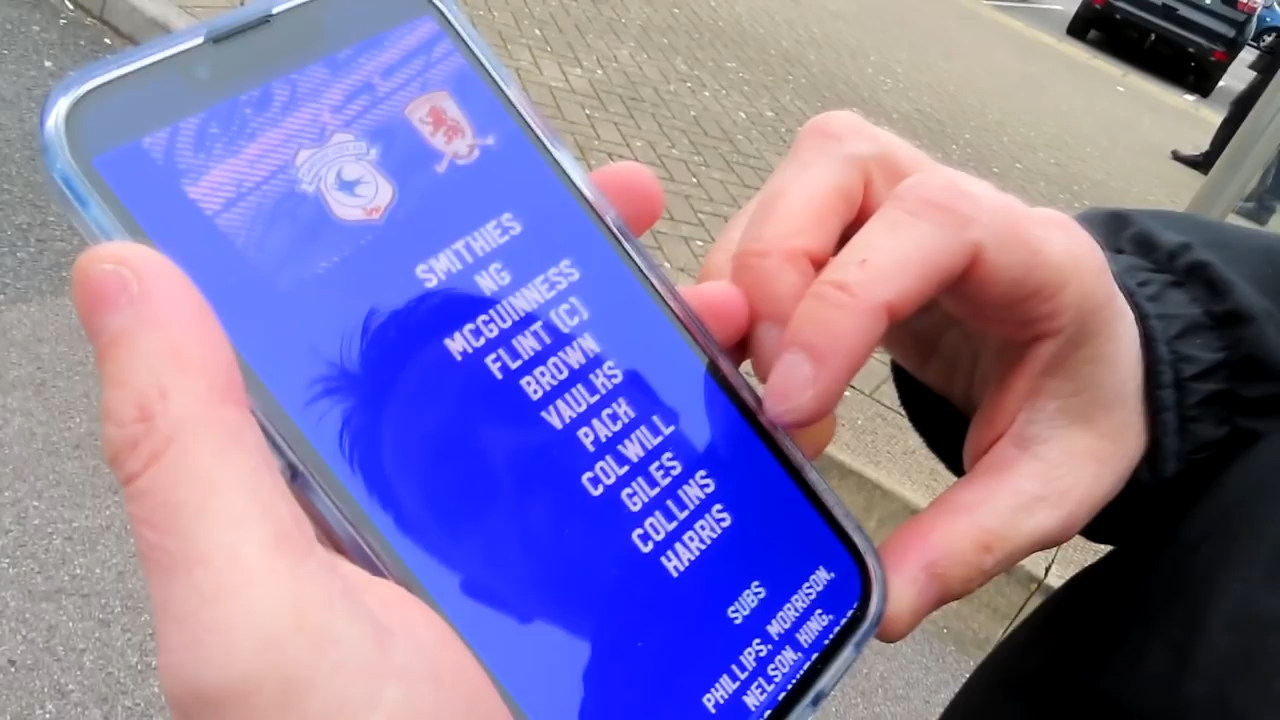 SMITHIES
NG
MCGUINNESS
FLINT (C)
BROWN
VAULKS
PACK
COLWILL
GILES
COLLINS
HARRIS
SUBS
PHILLIPS, MORRISON,
NELSON, HING,